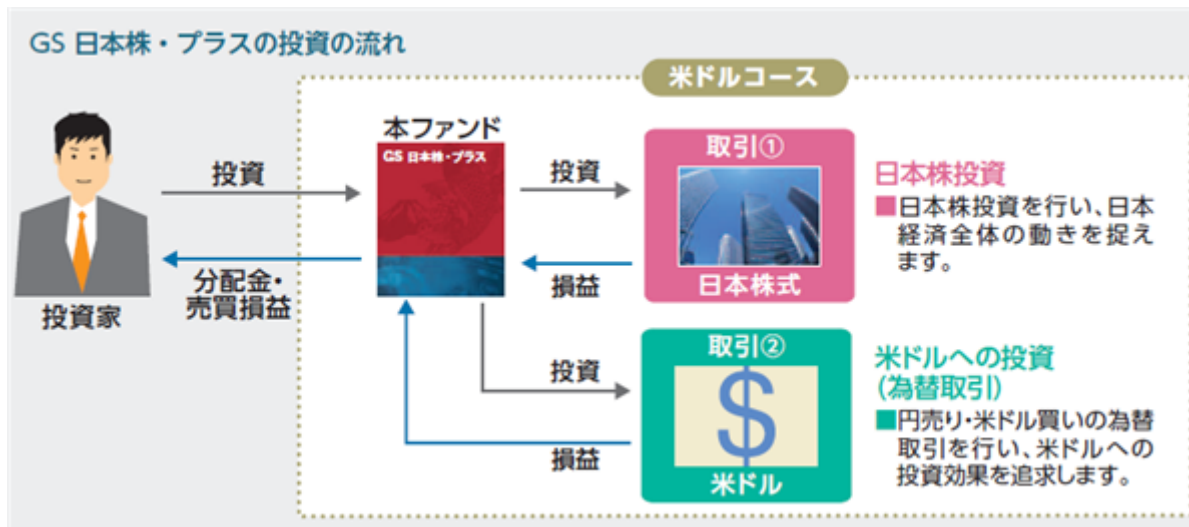 GS 日本株・プラスの投資の流れ
米ドルコース
本ファンド
GS 日本株・プラス
投資
分配金・
売買損益
投資家
投資
損益
取引①
日本株式
日本株投資
■日本株投資を行い、日本
経済全体の動きを捉え
ます。
投資
損益
取引②
$
米ドル
米ドルへの投資
(為替取引)
■円売り・米ドル買いの為替
取引を行い、米ドルへの
投資効果を追求します。